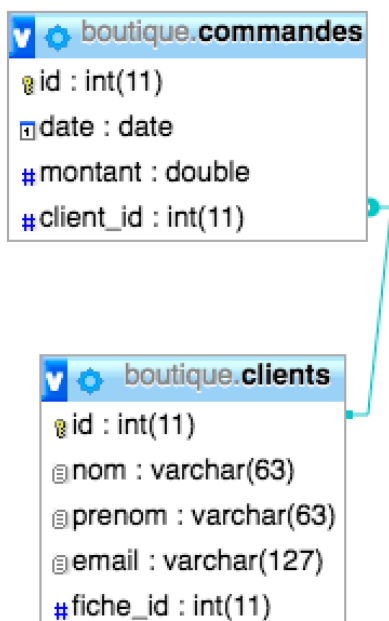 boutique.commandes
id : int(11)
date : date
montant : double
client_id : int(11)
boutique.clients
id : int(11)
nom : varchar(63)
prenom : varchar(63)
email : varchar(127)
fiche_id : int(11)